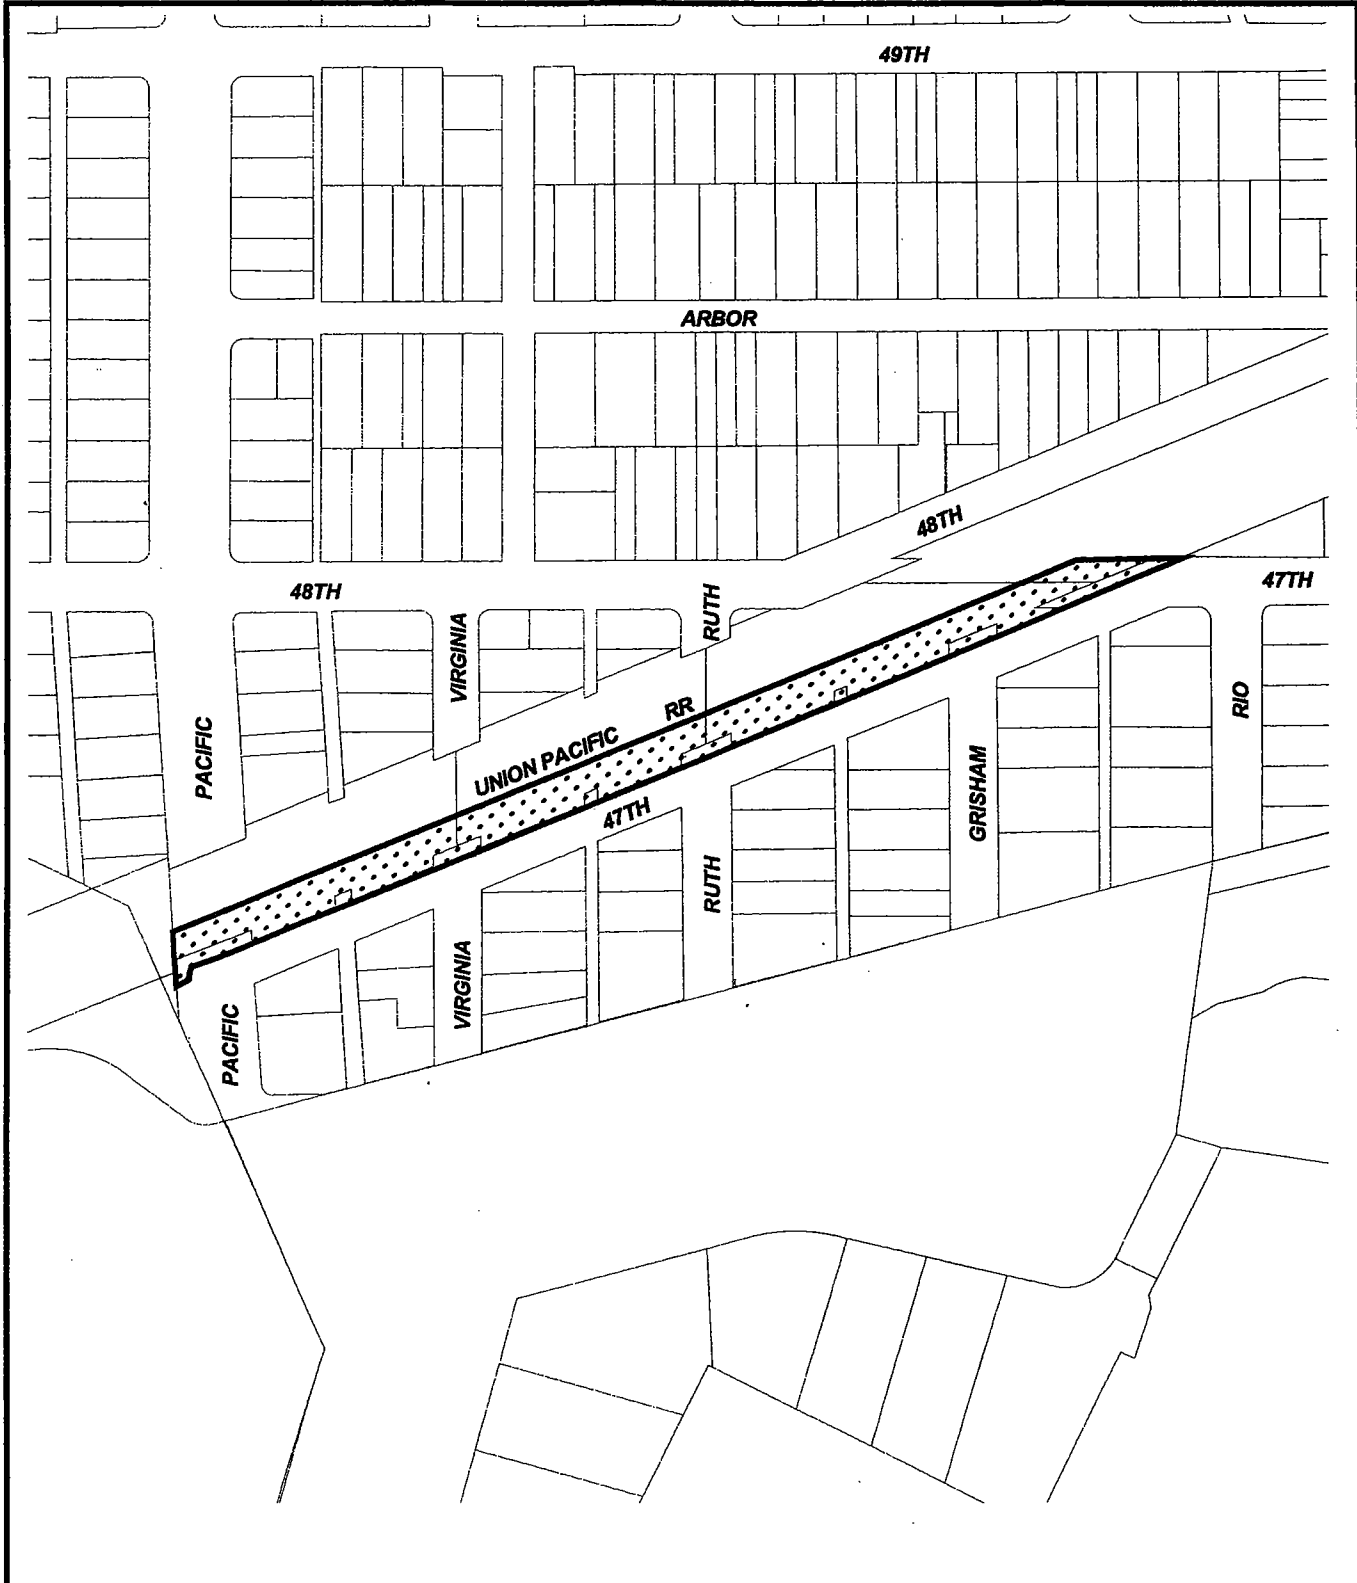 49TH
ARBOR
48TH
48TH
47TH
VIRGINIA
RUTH
RIO
PACIFIC
UNION PACIFIC RR
47TH
GRISHAM
RUTH
VIRGINIA
PACIFIC